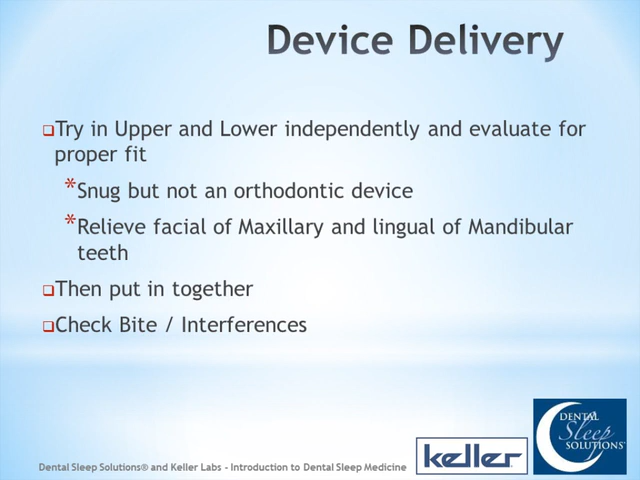 Device Delivery
Try in Upper and Lower independently and evaluate for
proper fit
*Snug but not an orthodontic device
*Relieve facial of Maxillary and lingual of Mandibular
teeth
Then put in together
Check Bite / Interferences
Dental Sleep Solutions® and Keller Labs - Introduction to Dental Sleep Medicine
keller
DENTAL
Sleep
SOLUTIONS